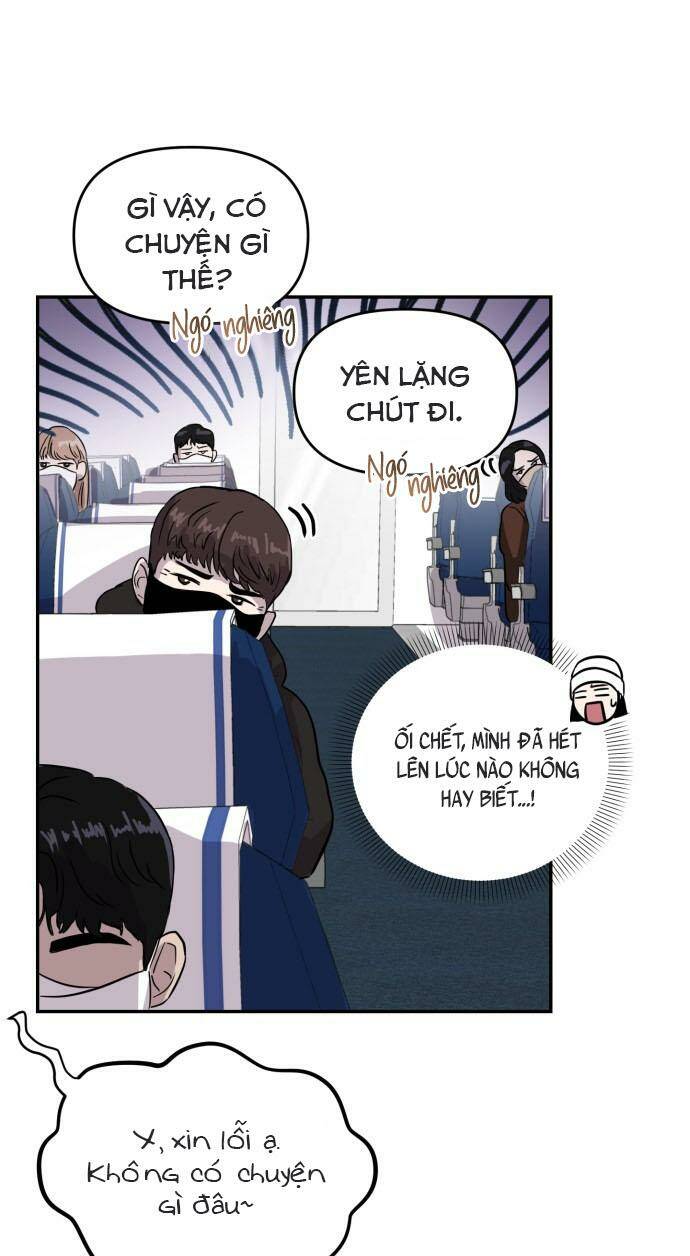 GÌ VẬY, CÓ
CHUYỆN GÌ
THẾ?
Ngó nghiêng
YÊN LẶNG
CHÚT ĐI.
Ngó
nghiêng
ỐI CHẾT, MÌNH ĐÃ HÉT
LÊN LÚC NÀO KHÔNG
HAY BIẾT...!
X, xin lỗi ạ.
Không có chuyện
gì đâu~